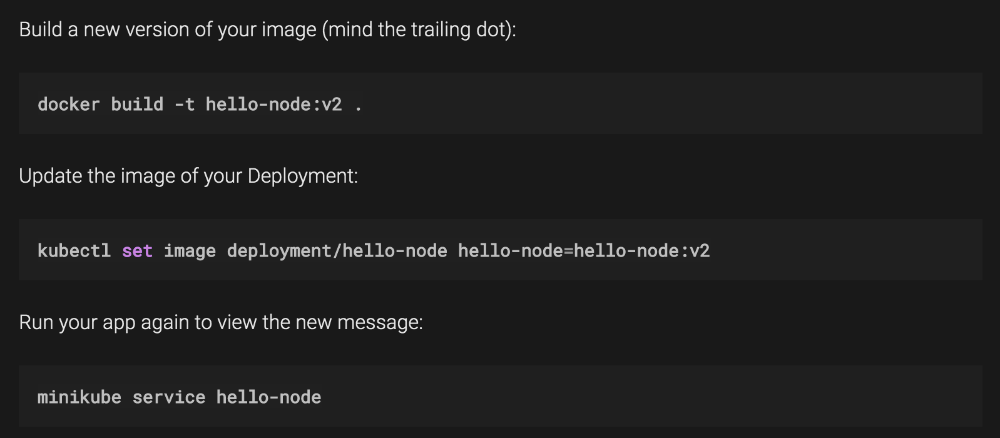 Build a new version of your image (mind the trailing dot):
docker build -t hello-node:v2 .
Update the image of your Deployment:
kubectl set image deployment/hello-node hello-node=hello-node:v2
Run your app again to view the new message:
minikube service hello-node